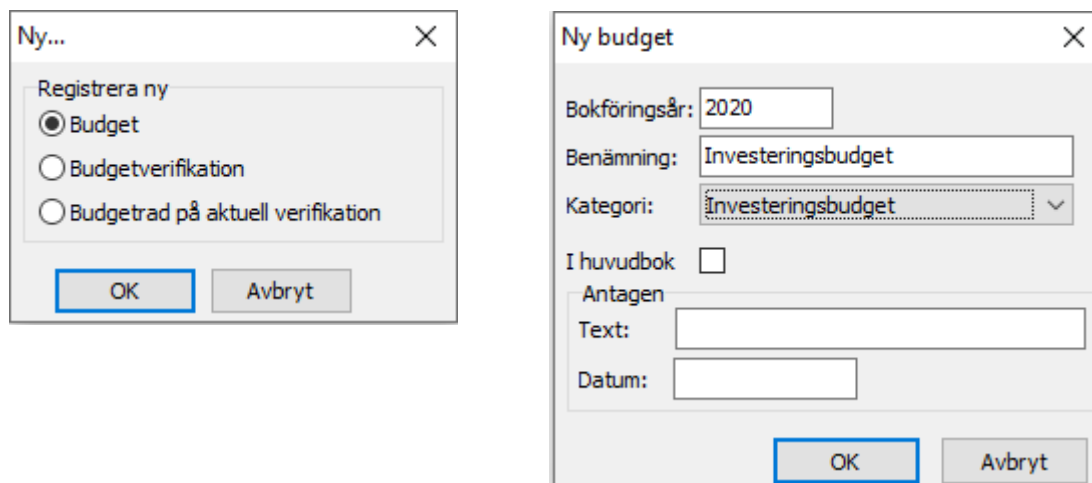 Ny...
Registrera ny
Budget
Budgetverifikation
Budgetrad på aktuell verifikation
OK Avbryt
Ny budget
Bokföringsår: 2020
Benämning: Investeringsbudget
Kategori: Investeringsbudget
I huvudbok
Antagen
Text:
Datum:
OK Avbryt